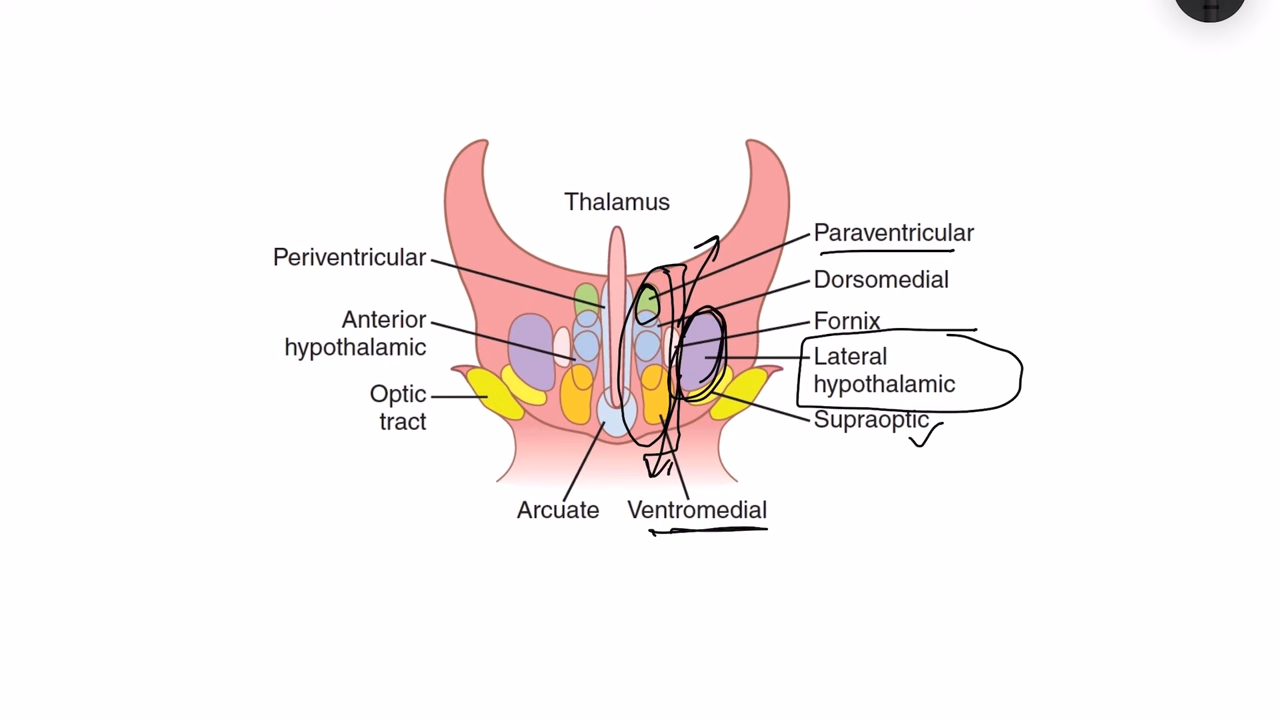 Thalamus
Periventricular
Anterior
hypothalamic
Optic
tract
Paraventricular
Dorsomedial
Fornix
Lateral
hypothalamic
Supraoptic
Arcuate
Ventromedial